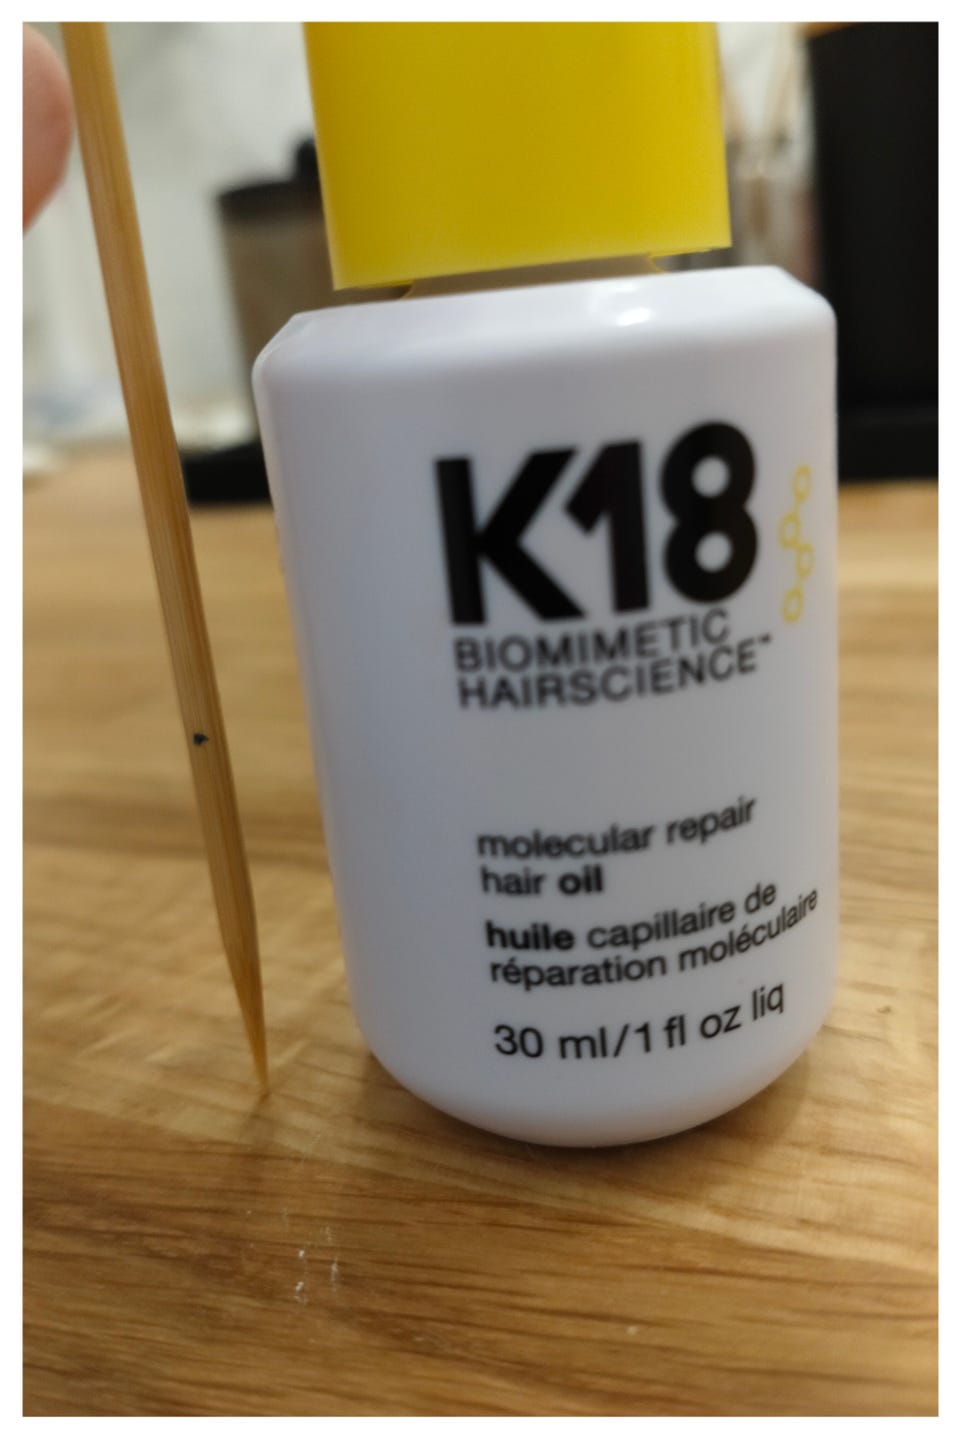 K18
BIOMIMETIC
HAIRSCIENCE™
molecular repair
hair oil
huile capillaire de
réparation moléculaire
30 ml/1 fl oz liq